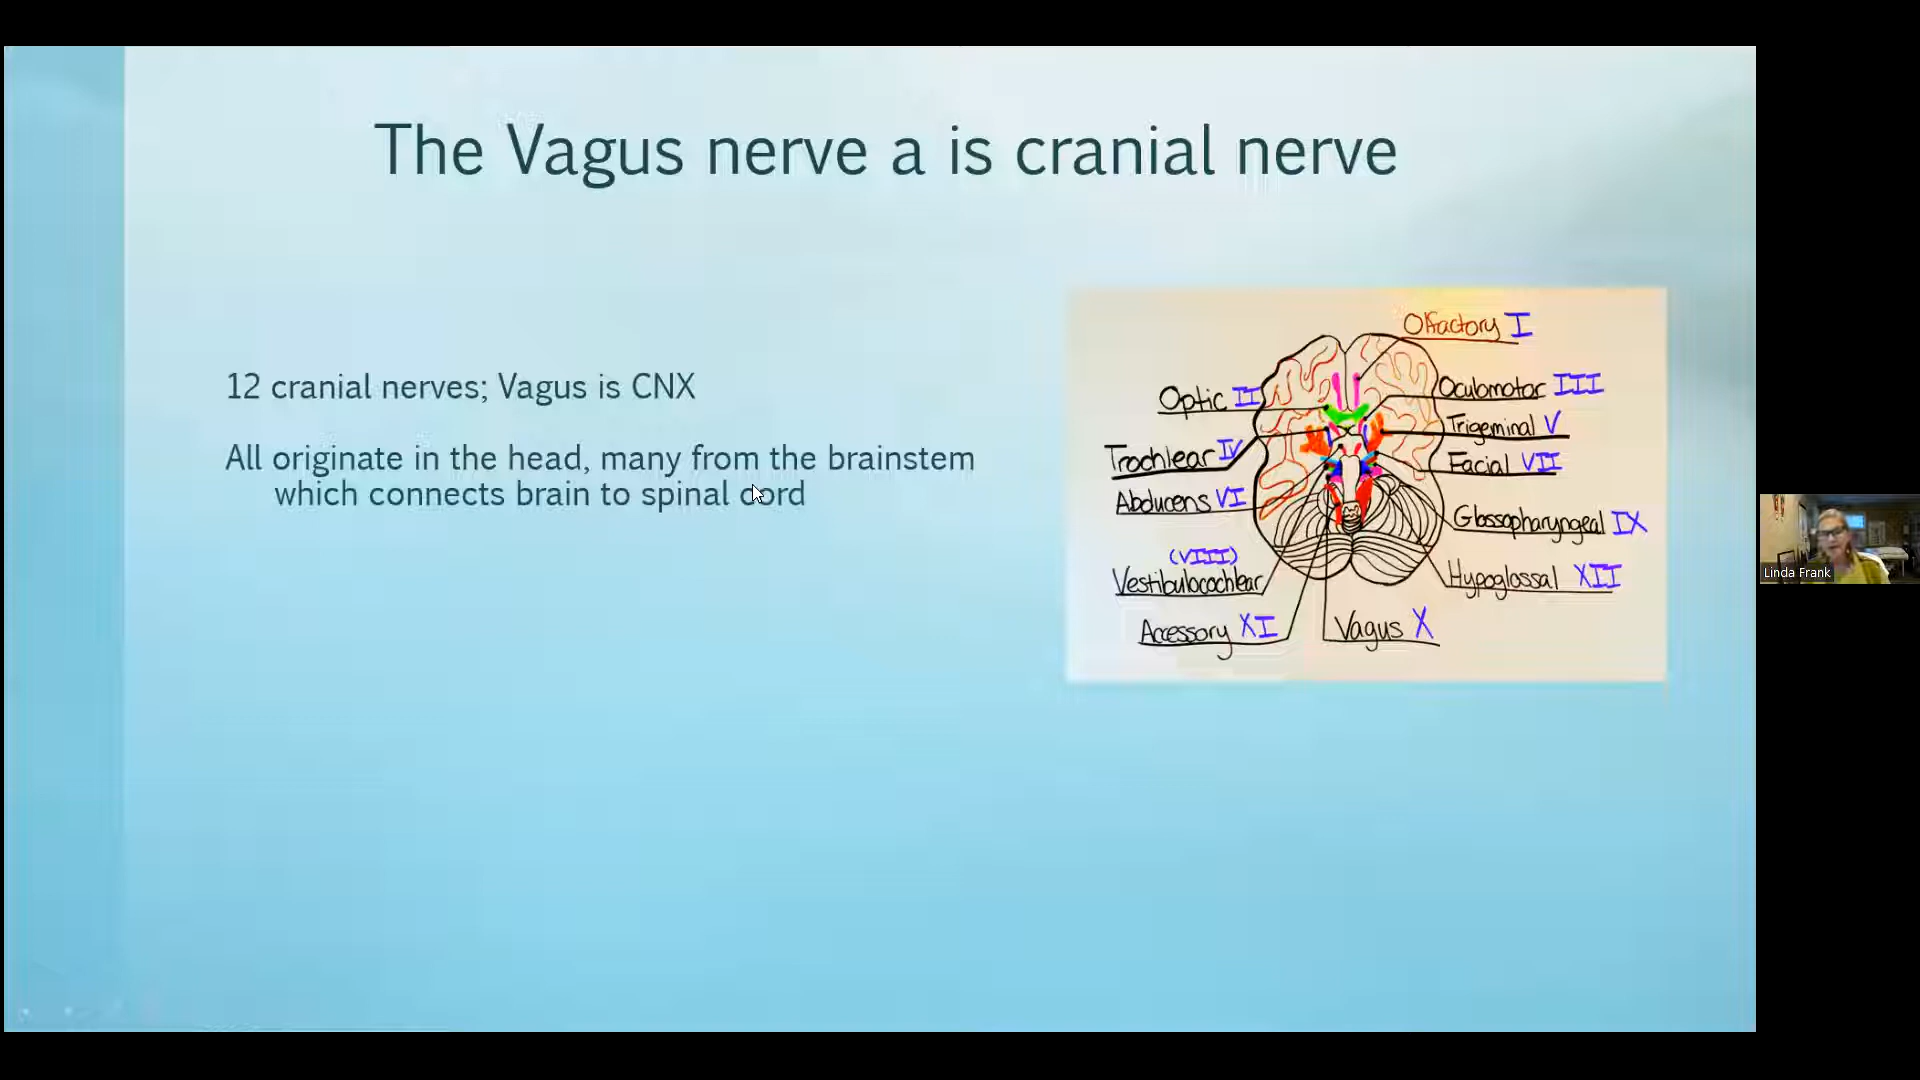 The Vagus nerve a is cranial nerve
12 cranial nerves; Vagus is CNX
All originate in the head, many from the brainstem
which connects brain to spinal cord
Olfactory I
Optic II
Oculomotor III
Trigeminal V
Trochlear IV
Facial VII
Abducens VI
Glossopharyngeal IX
(VIII)
Vestibulocochlear
Hypoglossal XII
Accessory XI
Vagus X
Linda Frank